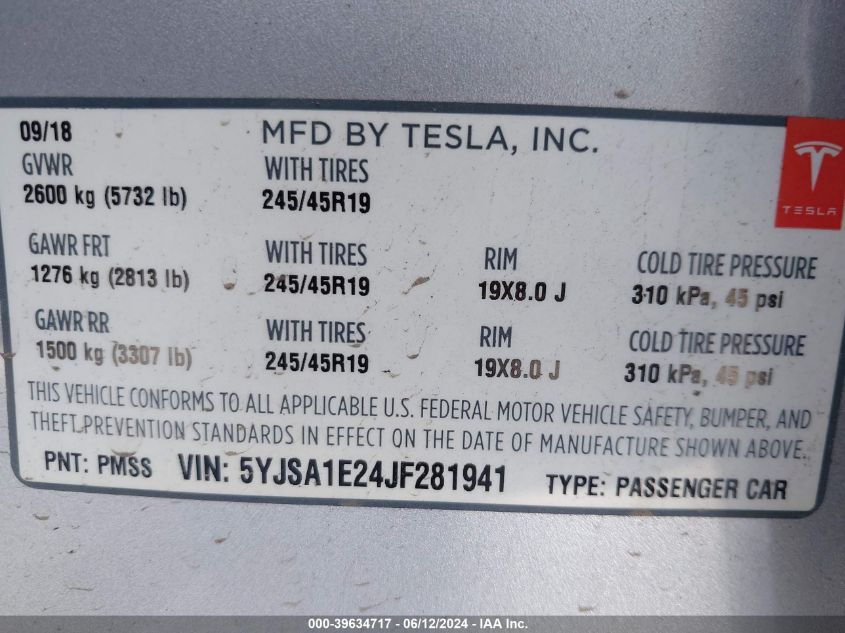 09/18 MFD BY TESLA, INC.
GVWR WITH TIRES
2600 kg (5732 lb) 245/45R19
TESLA
GAWR FRT WITH TIRES RIM COLD TIRE PRESSURE
1276 kg (2813 lb) 245/45R19 19X8.0 J 310 kPa, 45 psi
GAWR RR WITH TIRES RIM COLD TIRE PRESSURE
1500 kg (3307 lb) 245/45R19 19X8.0 J 310 kPa, 45 psi
THIS VEHICLE CONFORMS TO ALL APPLICABLE U.S. FEDERAL MOTOR VEHICLE SAFETY, BUMPER, AND
THEFT PREVENTION STANDARDS IN EFFECT ON THE DATE OF MANUFACTURE SHOWN ABOVE.
PNT: PMSS VIN: 5YJSA1E24JF281941 TYPE: PASSENGER CAR
000-39634717 - 06/12/2024 - IAA Inc.